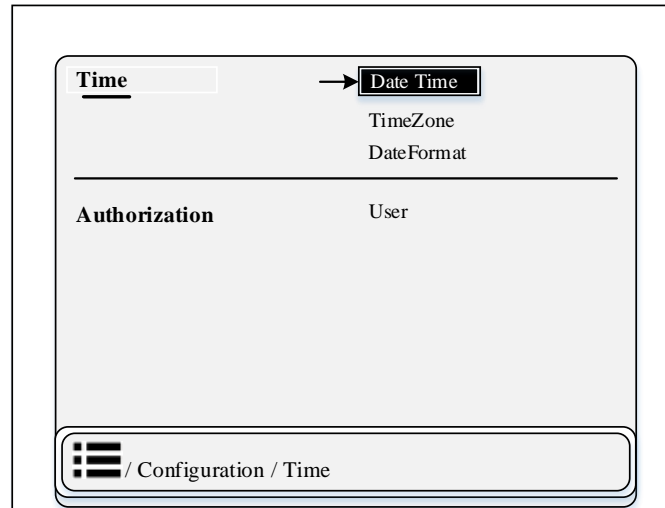 Time Date Time
TimeZone
DateFormat
Authorization User
/ Configuration / Time